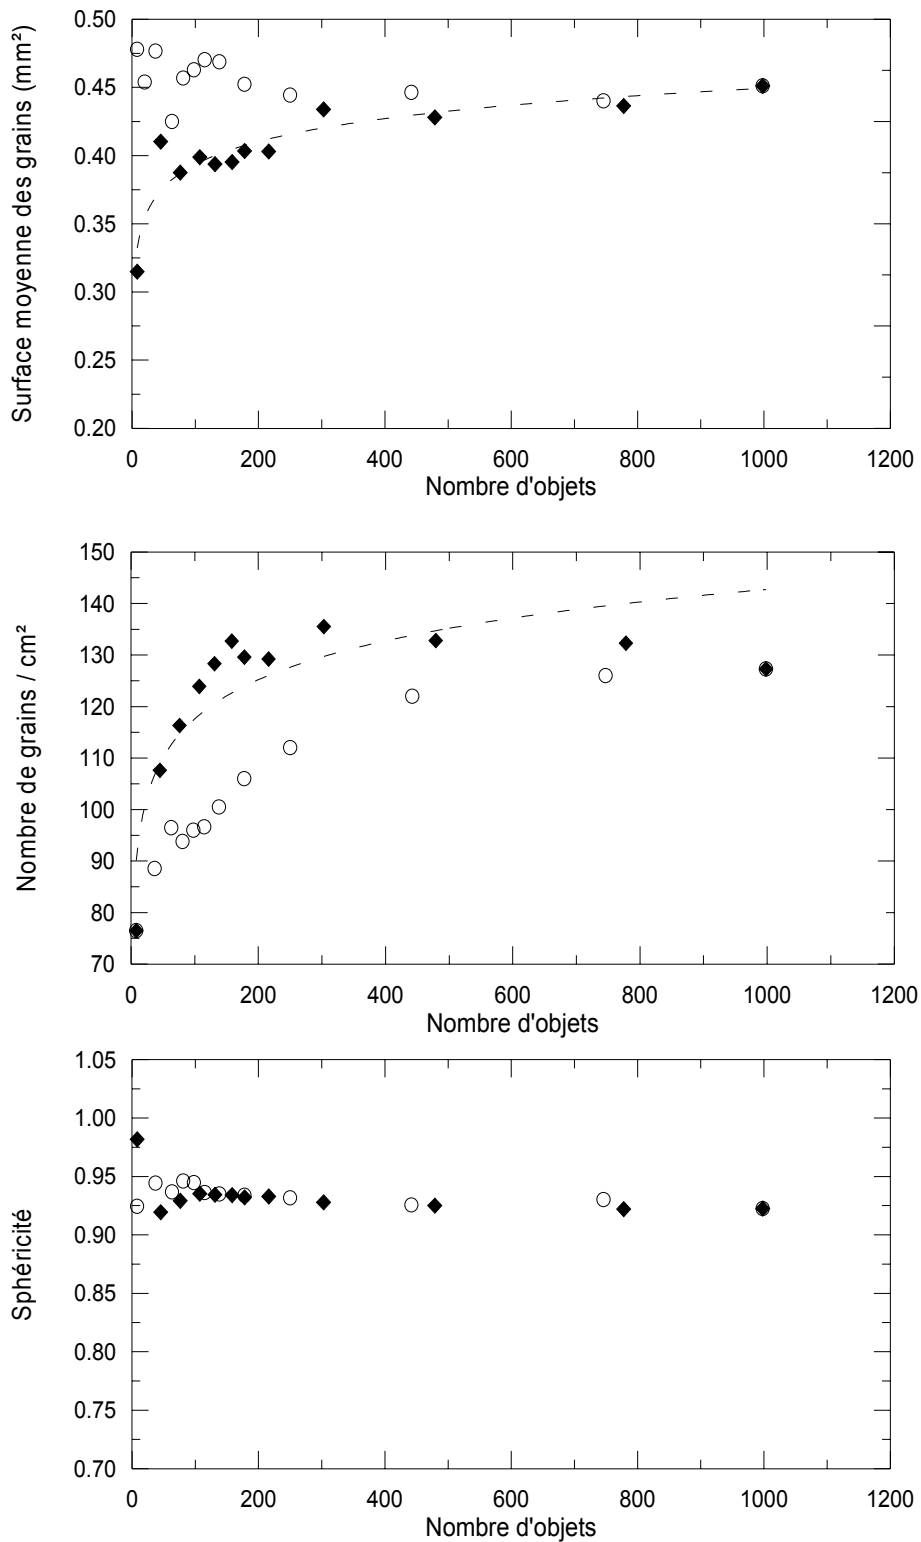 Surface moyenne des grains (mm²)
0.50
0.45
0.40
0.35
0.30
0.25
0.20
0 200 400 600 800 1000 1200
Nombre d'objets
Nombre de grains / cm²
150
140
130
120
110
100
90
80
70
0 200 400 600 800 1000 1200
Nombre d'objets
Sphéricité
1.05
1.00
0.95
0.90
0.85
0.80
0.75
0.70
0 200 400 600 800 1000 1200
Nombre d'objets